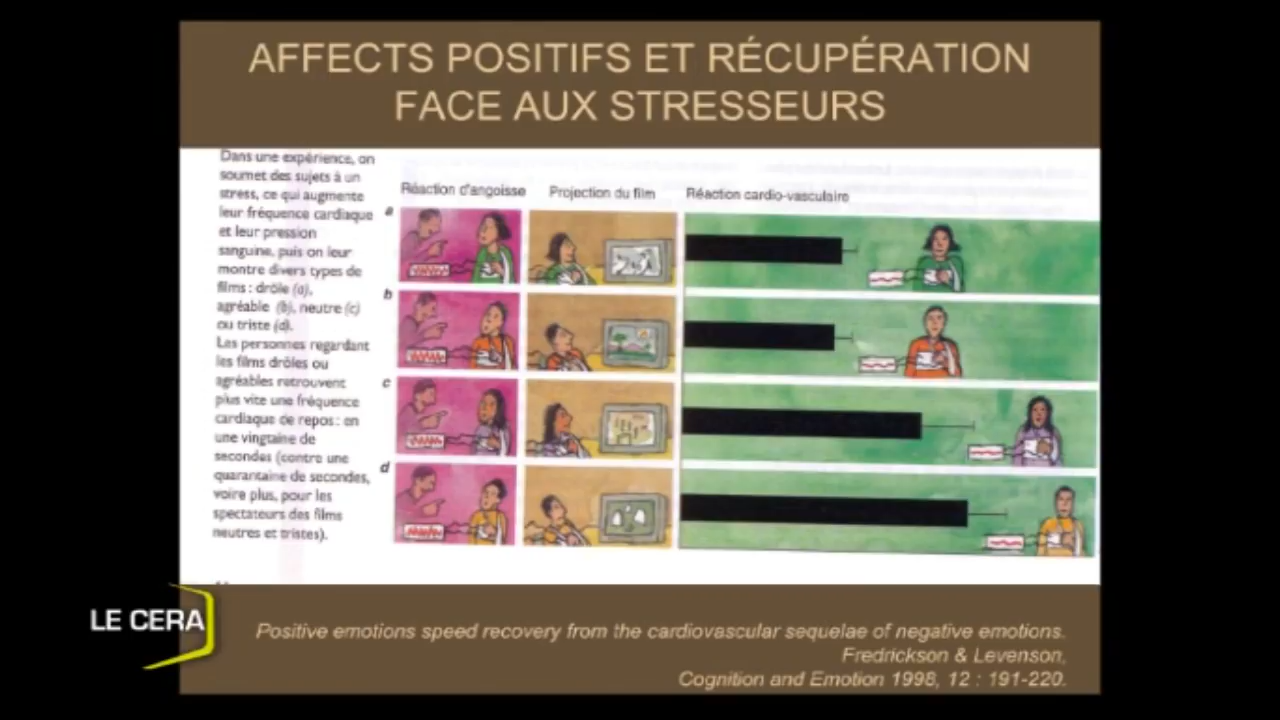 AFFECTS POSITIFS ET RÉCUPÉRATION
FACE AUX STRESSEURS
Dans une expérience, on
soumet des sujets à un
stress, ce qui augmente
leur fréquence cardiaque
et leur pression
sanguine, puis on leur
montre divers types de
films : drôle (a),
agréable (b), neutre (c)
ou triste (d).
Les personnes regardant
les films drôles ou
agréables retrouvent
plus vite une fréquence
cardiaque de repos : en
une vingtaine de
secondes (contre une
quarantaine de secondes,
voire plus, pour les
spectateurs des films
neutres et tristes).
Réaction d'angoisse
Projection du film
Réaction cardio-vasculaire
a
b
c
d
LE CERA
Positive emotions speed recovery from the cardiovascular sequelae of negative emotions.
Fredrickson & Levenson,
Cognition and Emotion 1998, 12 : 191-220.